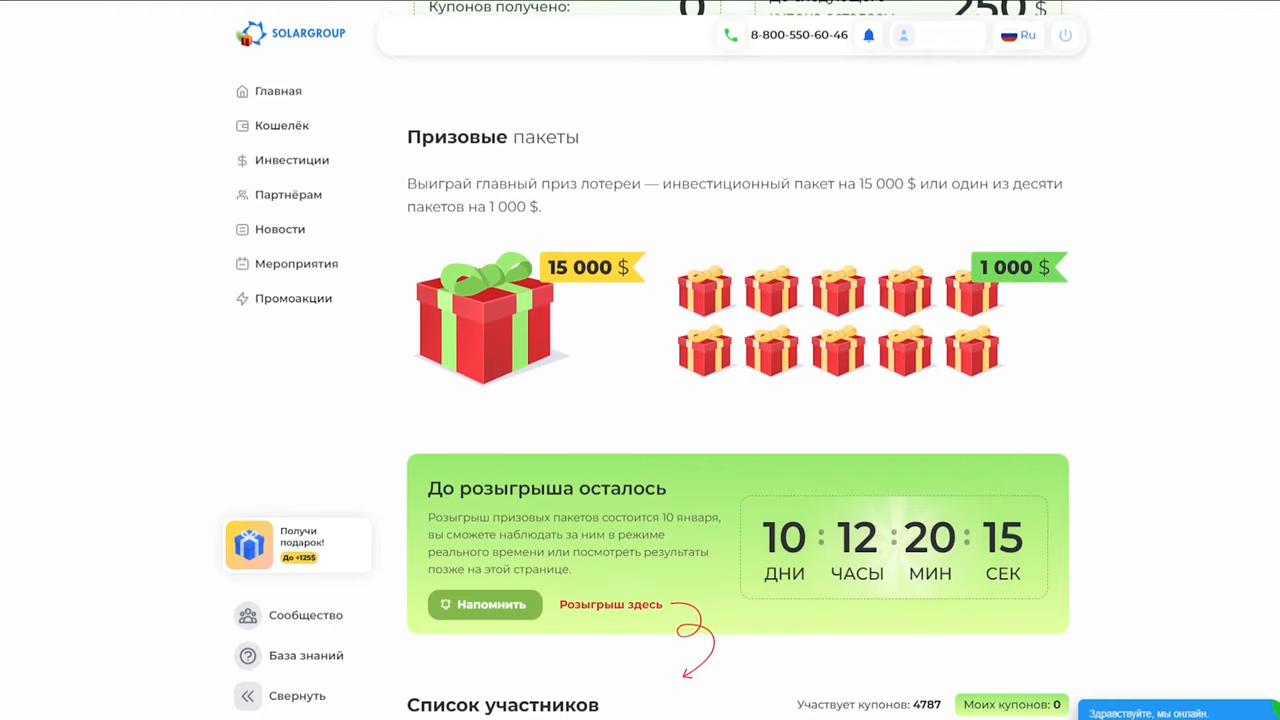 Купонов получено:
0
250 $
SOLARGROUP
8-800-550-60-46
Ru
Главная
Кошелёк
Инвестиции
Партнёрам
Новости
Мероприятия
Промоакции
Призовые пакеты
Выиграй главный приз лотереи — инвестиционный пакет на 15 000 $ или один из десяти
пакетов на 1 000 $.
15 000 $
1 000 $
До розыгрыша осталось
Розыгрыш призовых пакетов состоится 10 января,
вы сможете наблюдать за ним в режиме
реального времени или посмотреть результаты
позже на этой странице.
Напомнить
Розыгрыш здесь
10 : 12 : 20 : 15
ДНИ ЧАСЫ МИН СЕК
Получи
подарок!
До +125$
Сообщество
База знаний
Свернуть
Список участников
Участвует купонов: 4787
Моих купонов: 0
Здравствуйте, мы онлайн.